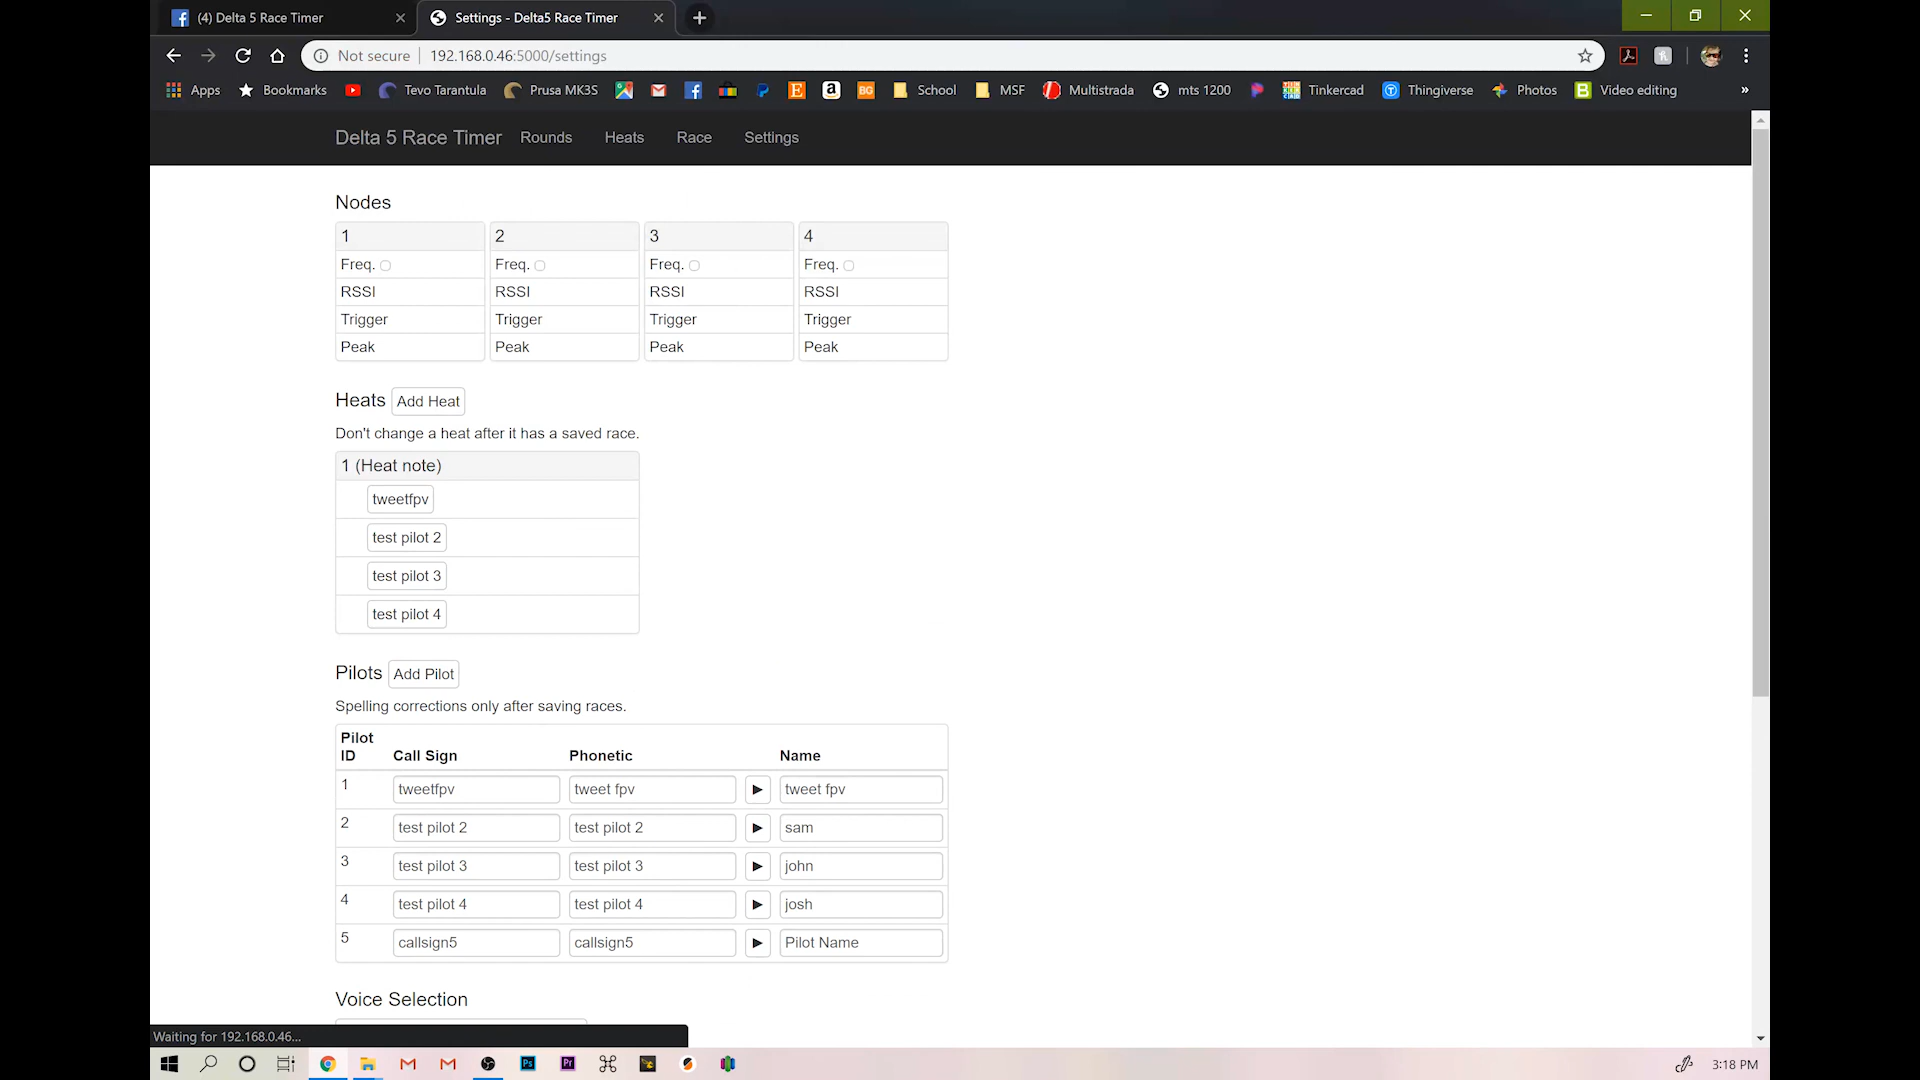 (4) Delta 5 Race Timer
Settings - Delta5 Race Timer
Not secure 192.168.0.46:5000/settings
Apps Bookmarks Tevo Tarantula Prusa MK3S School MSF Multistrada mts 1200 Tinkercad Thingiverse Photos Video editing »
Delta 5 Race Timer Rounds Heats Race Settings
Nodes
1 2 3 4
Freq. Freq. Freq. Freq.
RSSI RSSI RSSI RSSI
Trigger Trigger Trigger Trigger
Peak Peak Peak Peak
Heats Add Heat
Don't change a heat after it has a saved race.
1 (Heat note)
tweetfpv
test pilot 2
test pilot 3
test pilot 4
Pilots Add Pilot
Spelling corrections only after saving races.
Pilot
ID Call Sign Phonetic Name
1 tweetfpv tweet fpv tweet fpv
2 test pilot 2 test pilot 2 sam
3 test pilot 3 test pilot 3 john
4 test pilot 4 test pilot 4 josh
5 callsign5 callsign5 Pilot Name
Voice Selection
Waiting for 192.168.0.46...
3:18 PM